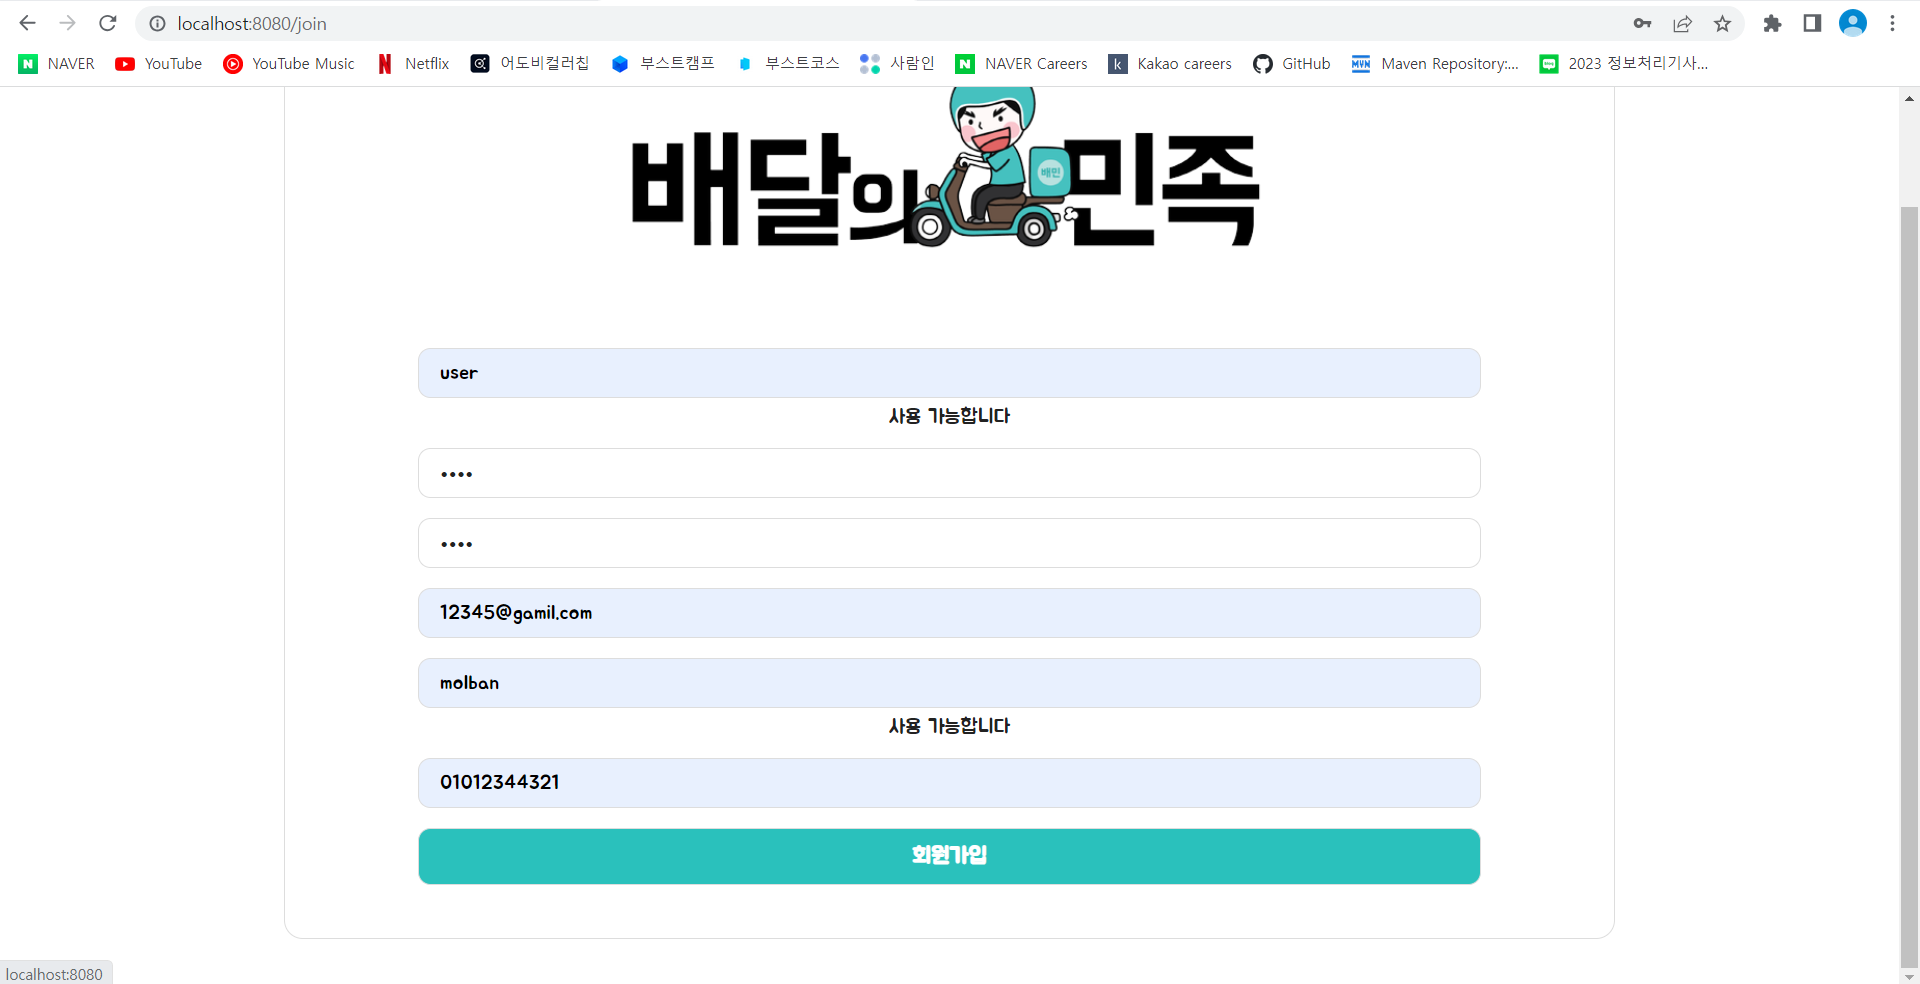 localhost:8080/join
NAVER YouTube YouTube Music Netflix 어도비컬러칩 부스트캠프 부스트코스 사람인 NAVER Careers Kakao careers GitHub Maven Repository:... 2023 정보처리기사...
배달의민족
배민
user
사용 가능합니다
••••
••••
12345@gamil.com
molban
사용 가능합니다
01012344321
회원가입
localhost:8080